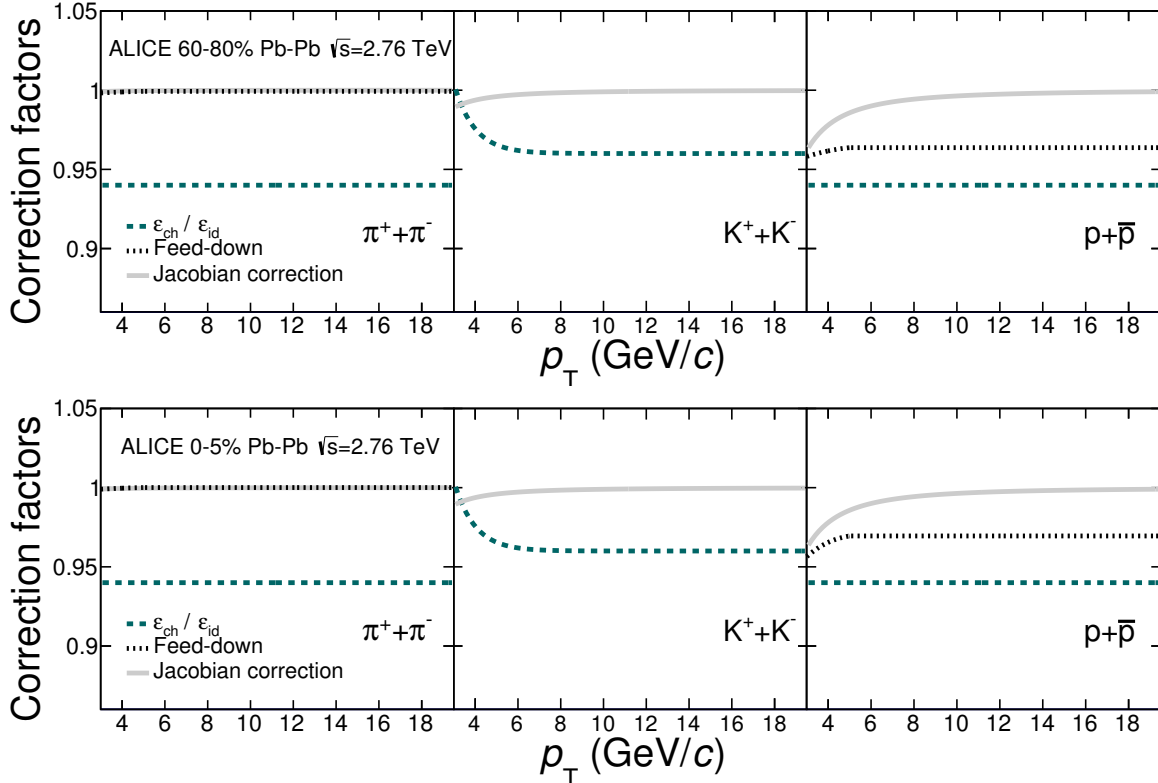 1.05
ALICE 60-80% Pb-Pb √s=2.76 TeV
1
0.95
0.9
Correction factors
ε_ch / ε_id
Feed-down
Jacobian correction
π⁺+π⁻
K⁺+K⁻
p+p̅
4 6 8 10 12 14 16 18 4 6 8 10 12 14 16 18 4 6 8 10 12 14 16 18
p_T (GeV/c)
1.05
ALICE 0-5% Pb-Pb √s=2.76 TeV
1
0.95
0.9
Correction factors
ε_ch / ε_id
Feed-down
Jacobian correction
π⁺+π⁻
K⁺+K⁻
p+p̅
4 6 8 10 12 14 16 18 4 6 8 10 12 14 16 18 4 6 8 10 12 14 16 18
p_T (GeV/c)